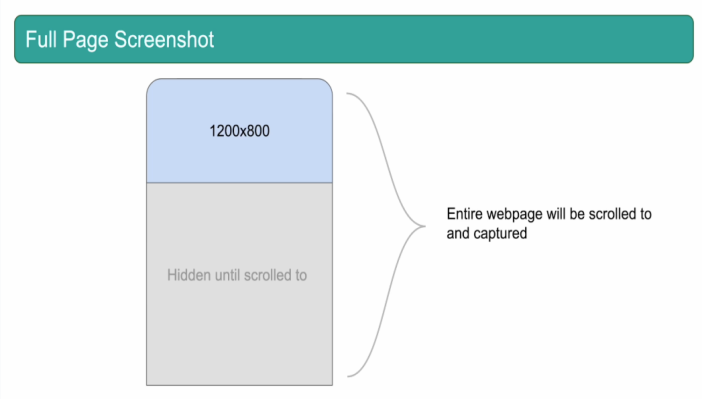 Full Page Screenshot
1200x800
Entire webpage will be scrolled to
and captured
Hidden until scrolled to